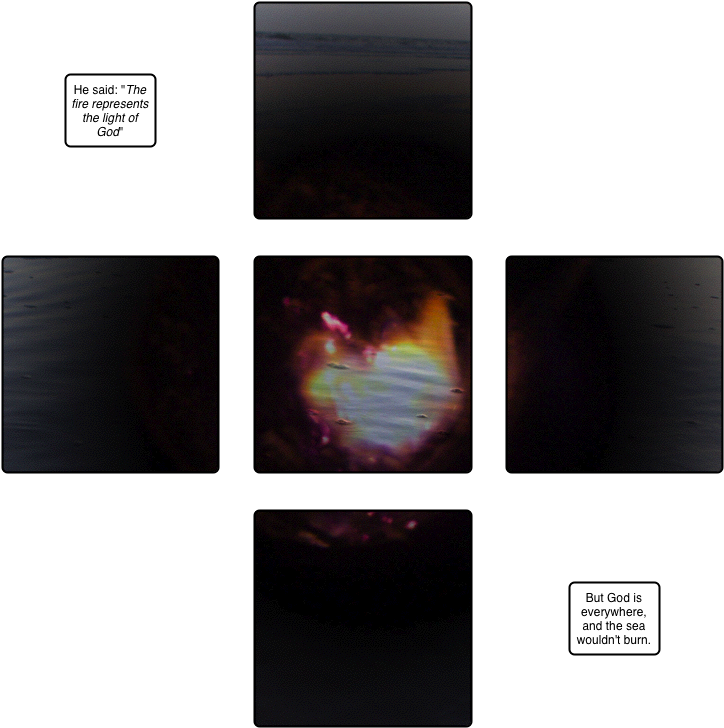 He said: "The
fire represents
the light of
God"
But God is
everywhere,
and the sea
wouldn't burn.